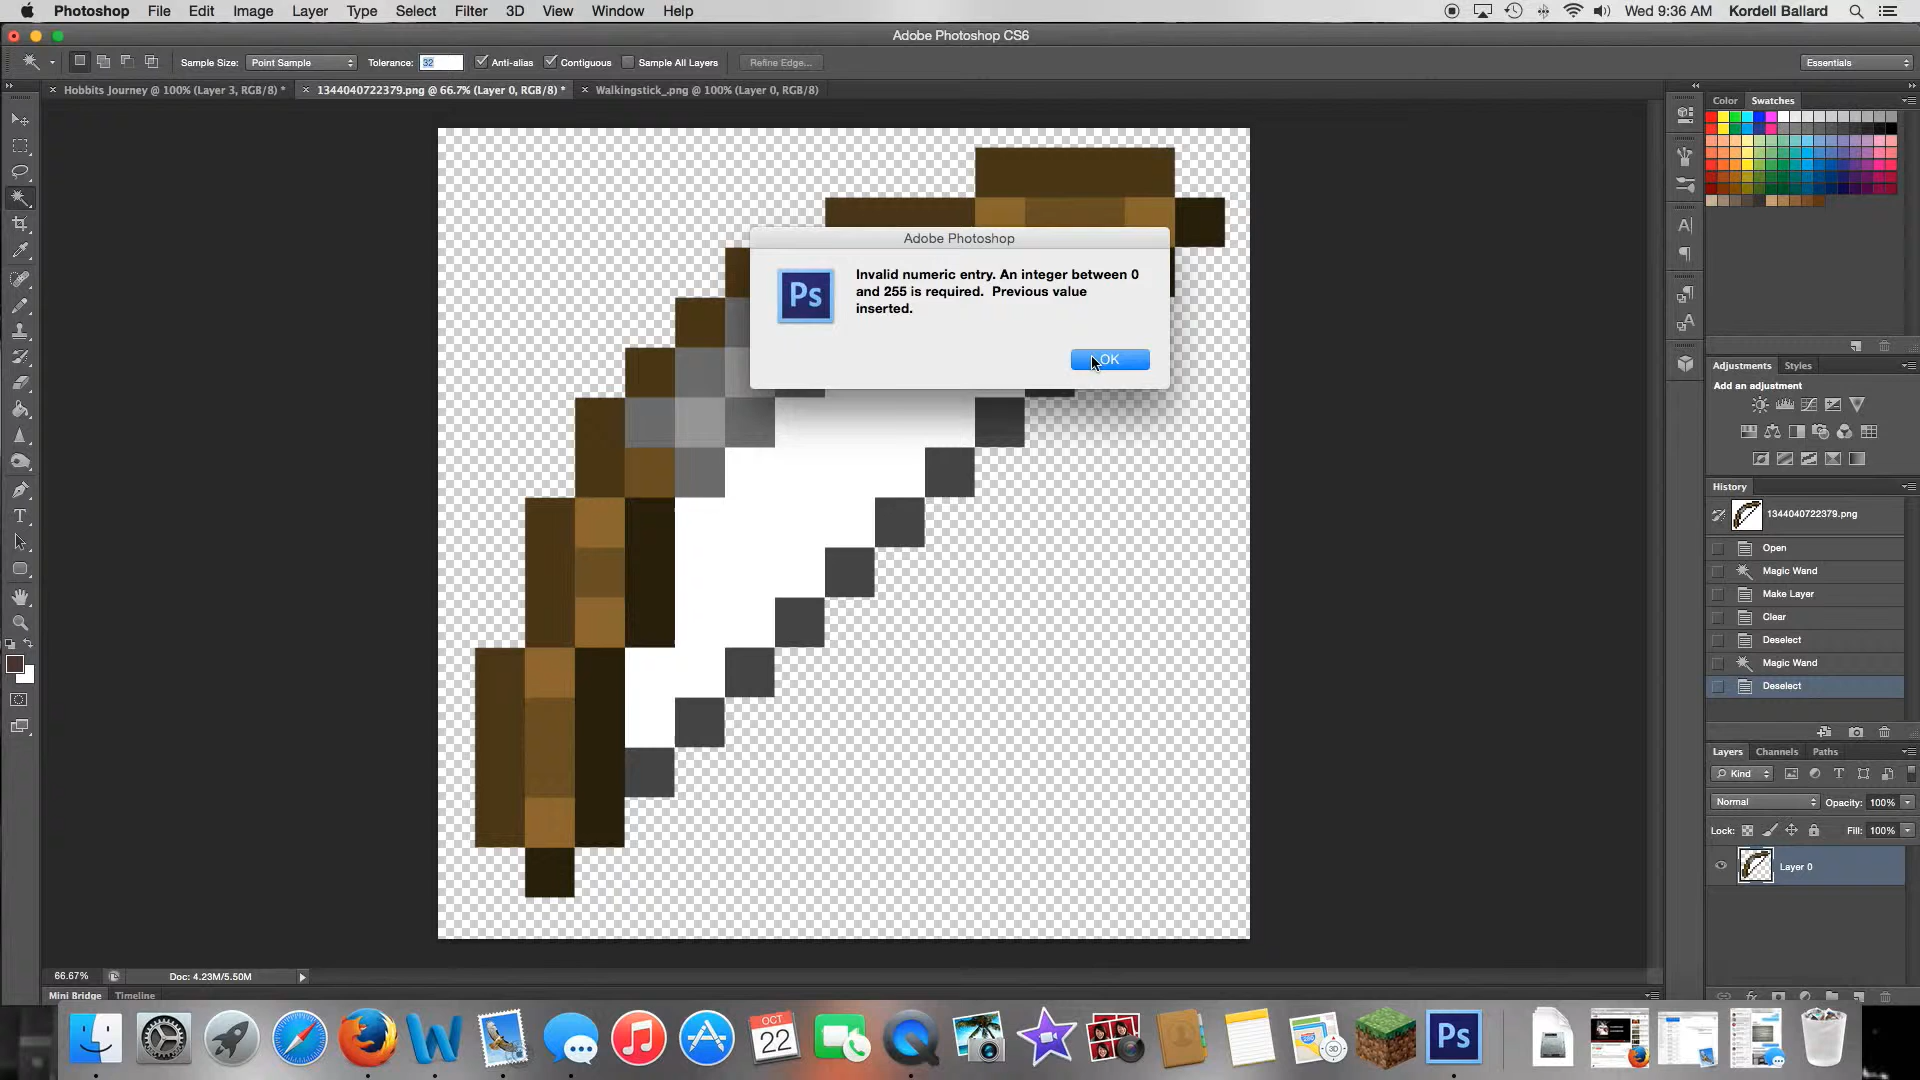 Photoshop File Edit Image Layer Type Select Filter 3D View Window Help Wed 9:36 AM Kordell Ballard
Adobe Photoshop CS6
Sample Size: Point Sample Tolerance: 32 Anti-alias Contiguous Sample All Layers Refine Edge... Essentials
Hobbits Journey @ 100% (Layer 3, RGB/8) * 1344040722379.png @ 66.7% (Layer 0, RGB/8) * Walkingstick_.png @ 100% (Layer 0, RGB/8)
Color Swatches
Adobe Photoshop
Ps
Invalid numeric entry. An integer between 0
and 255 is required. Previous value
inserted.
OK
Adjustments Styles
Add an adjustment
History
1344040722379.png
Open
Magic Wand
Make Layer
Clear
Deselect
Magic Wand
Deselect
Layers Channels Paths
Kind
Normal Opacity: 100%
Lock: Fill: 100%
Layer 0
66.67% Doc: 4.23M/5.50M
Mini Bridge Timeline
OCT
22
Ps